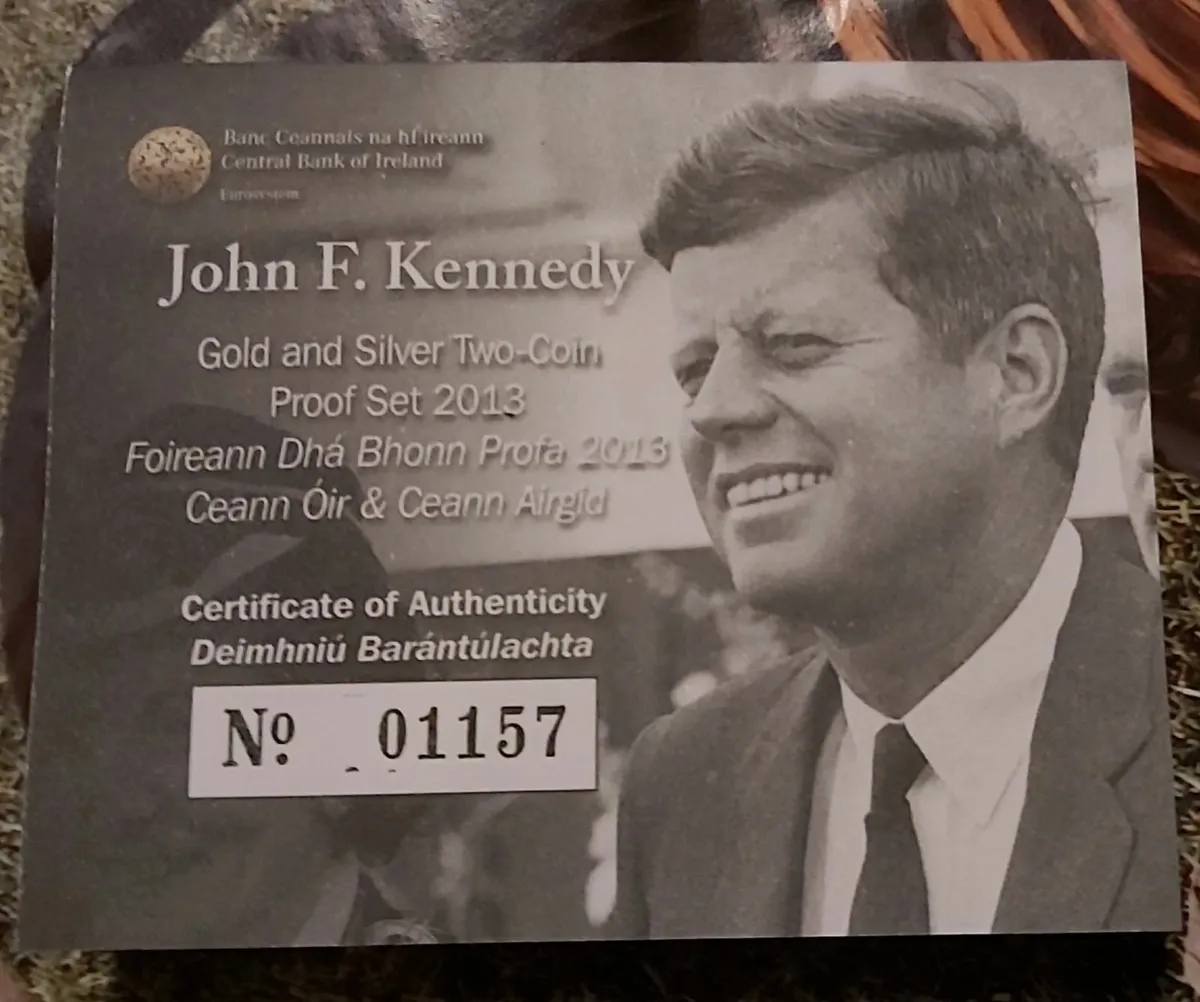 Banc Ceannais na hÉireann
Central Bank of Ireland
Eurosystem
John F. Kennedy
Gold and Silver Two-Coin
Proof Set 2013
Foireann Dhá Bhonn Profa 2013
Ceann Óir & Ceann Airgid
Certificate of Authenticity
Deimhniú Barántúlachta
Nº 01157